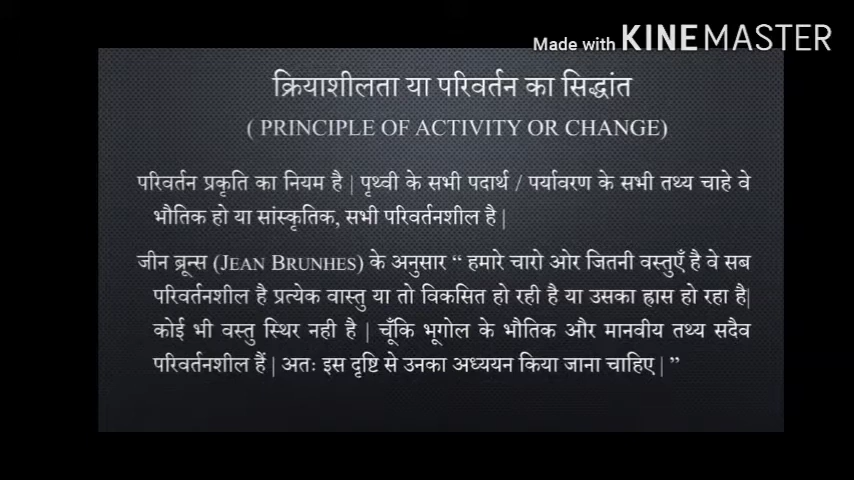 Made with KINEMASTER
क्रियाशीलता या परिवर्तन का सिद्धांत
( PRINCIPLE OF ACTIVITY OR CHANGE)
परिवर्तन प्रकृति का नियम है | पृथ्वी के सभी पदार्थ / पर्यावरण के सभी तथ्य चाहे वे
भौतिक हो या सांस्कृतिक, सभी परिवर्तनशील है |
जीन ब्रून्स (JEAN BRUNHES) के अनुसार “ हमारे चारो ओर जितनी वस्तुएँ है वे सब
परिवर्तनशील है प्रत्येक वास्तु या तो विकसित हो रही है या उसका ह्रास हो रहा है|
कोई भी वस्तु स्थिर नही है | चूँकि भूगोल के भौतिक और मानवीय तथ्य सदैव
परिवर्तनशील हैं | अतः इस दृष्टि से उनका अध्ययन किया जाना चाहिए | ”